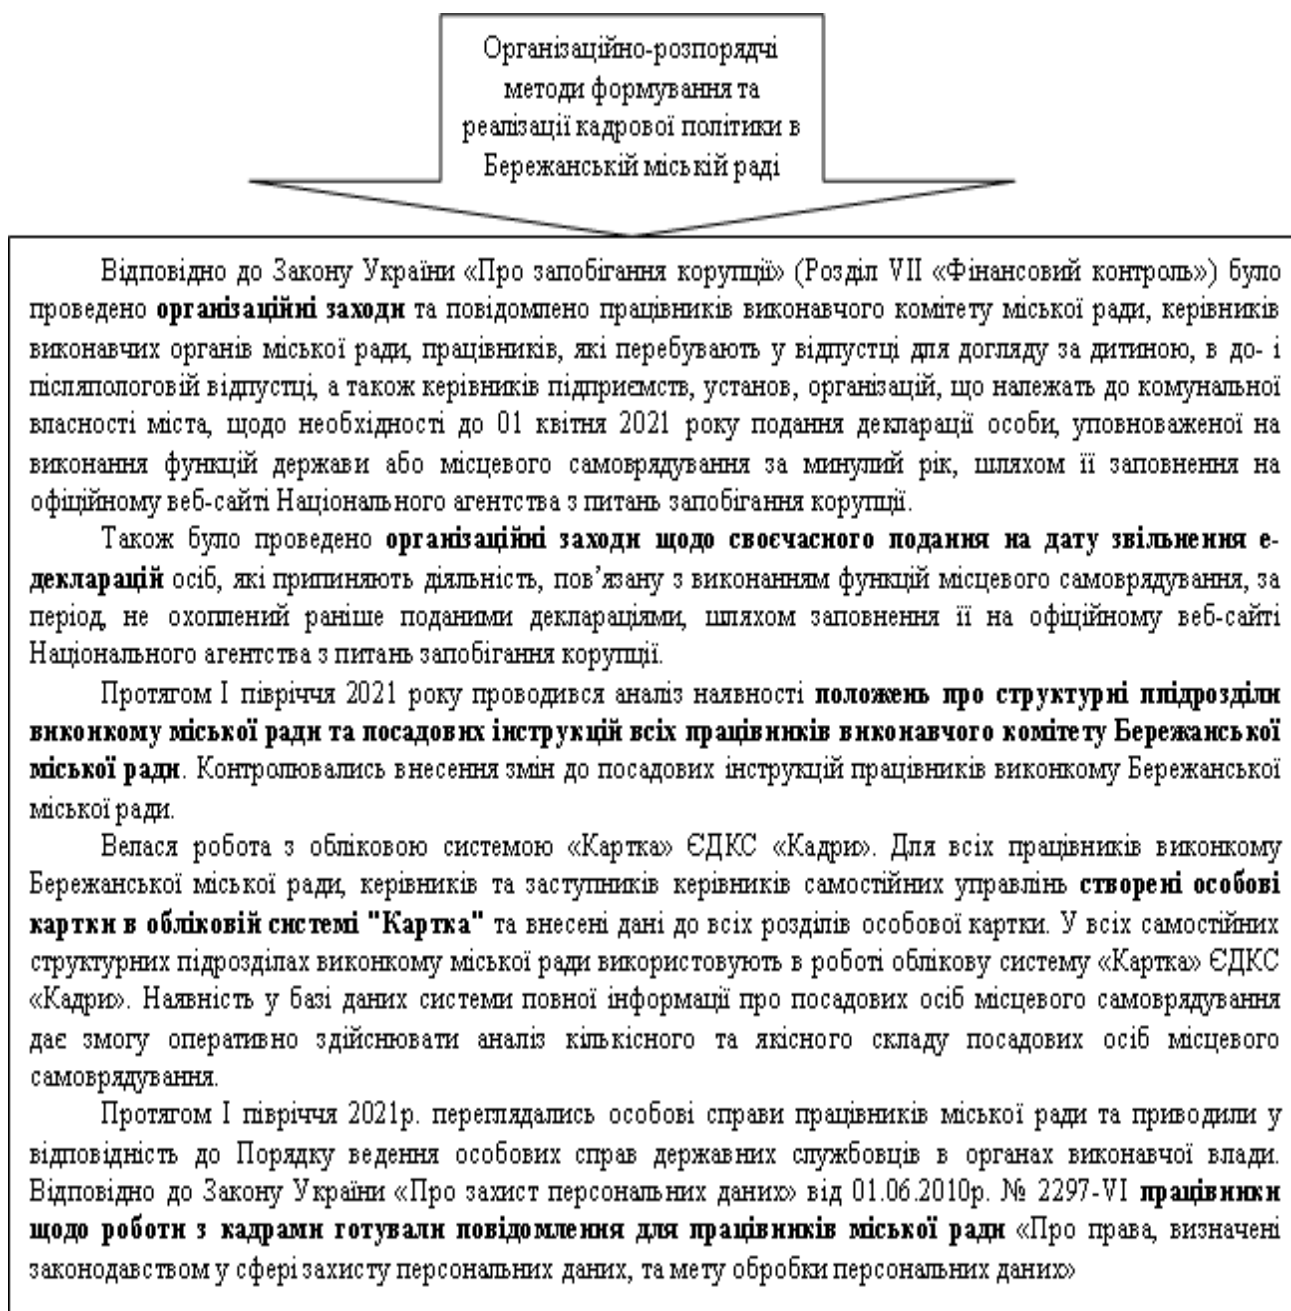 Організаційно-розпорядчі
методи формування та
реалізації кадрової політики в
Бережанській міській раді
Відповідно до Закону України «Про запобігання корупції» (Розділ VII «Фінансовий контроль») було
проведено організаційні заходи та повідомлено працівників виконавчого комітету міської ради, керівників
виконавчих органів міської ради, працівників, які перебувають у відпустці для догляду за дитиною, в до- і
післяпологовій відпустці, а також керівників підприємств, установ, організацій, що належать до комунальної
власності міста, щодо необхідності до 01 квітня 2021 року подання декларації особи, уповноваженої на
виконання функцій держави або місцевого самоврядування за минулий рік, шляхом її заповнення на
офіційному веб-сайті Національного агентства з питань запобігання корупції.
Також було проведено організаційні заходи щодо своєчасного подання на дату звільнення е-
декларацій осіб, які припиняють діяльність, пов’язану з виконанням функцій місцевого самоврядування, за
період, не охоплений раніше поданими деклараціями, шляхом заповнення її на офіційному веб-сайті
Національного агентства з питань запобігання корупції.
Протягом І півріччя 2021 року проводився аналіз наявності положень про структурні ппідрозділи
виконкому міської ради та посадових інструкцій всіх працівників виконавчого комітету Бережанської
міської ради. Контролювались внесення змін до посадових інструкцій працівників виконкому Бережанської
міської ради.
Велася робота з обліковою системою «Картка» ЄДКС «Кадри». Для всіх працівників виконкому
Бережанської міської ради, керівників та заступників керівників самостійних управлінь створені особові
картки в обліковій системі "Картка" та внесені дані до всіх розділів особової картки. У всіх самостійних
структурних підрозділах виконкому міської ради використовують в роботі облікову систему «Картка» ЄДКС
«Кадри». Наявність у базі даних системи повної інформації про посадових осіб місцевого самоврядування
дає змогу оперативно здійснювати аналіз кількісного та якісного складу посадових осіб місцевого
самоврядування.
Протягом І півріччя 2021р. переглядались особові справи працівників міської ради та приводили у
відповідність до Порядку ведення особових справ державних службовців в органах виконавчої влади.
Відповідно до Закону України «Про захист персональних даних» від 01.06.2010р. № 2297-VI працівники
щодо роботи з кадрами готували повідомлення для працівників міської ради «Про права, визначені
законодавством у сфері захисту персональних даних, та мету обробки персональних даних»